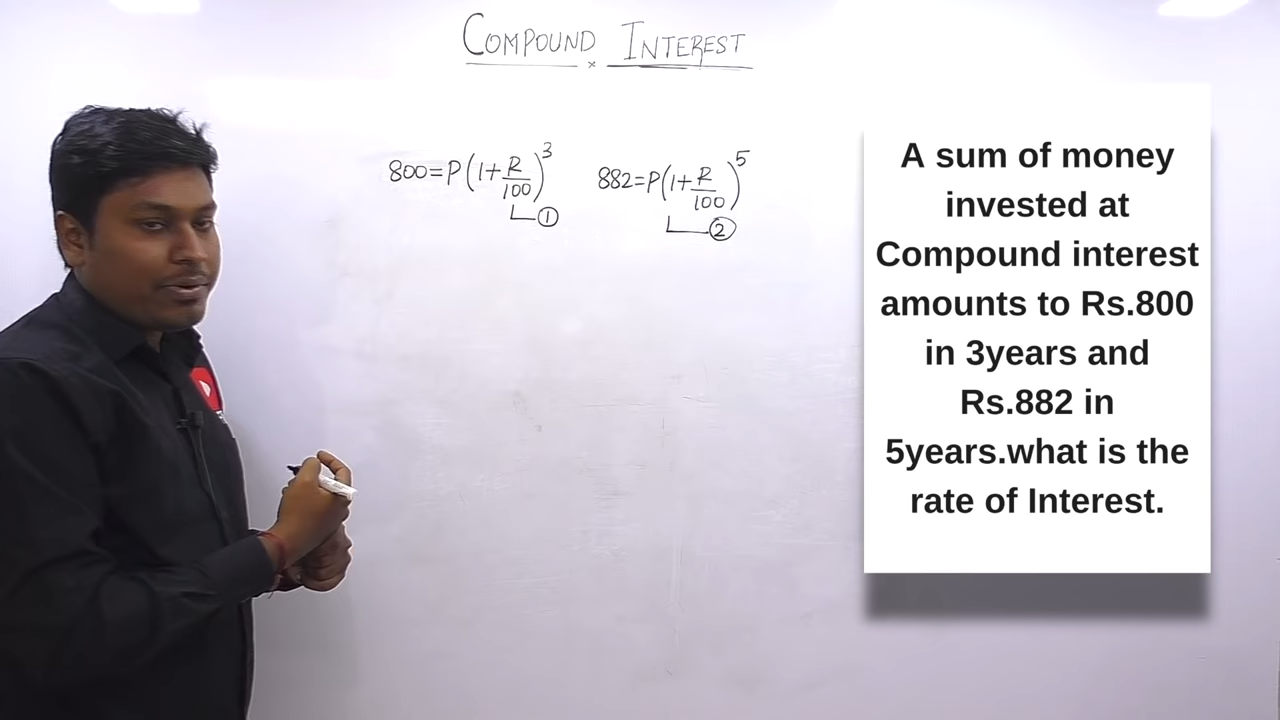 COMPOUND INTEREST
×
800=P(1+R/100)^3
①
882=P(1+R/100)^5
②
A sum of money
invested at
Compound interest
amounts to Rs.800
in 3years and
Rs.882 in
5years.what is the
rate of Interest.